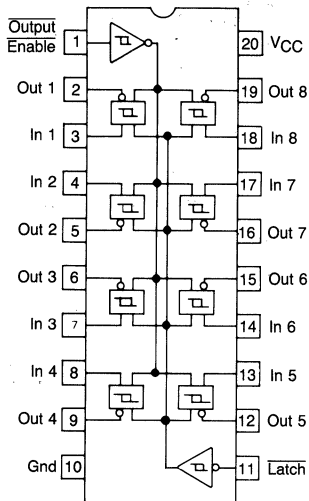 Output
Enable 1 20 VCC
Out 1 2 19 Out 8
In 1 3 18 In 8
In 2 4 17 In 7
Out 2 5 16 Out 7
Out 3 6 15 Out 6
In 3 7 14 In 6
In 4 8 13 In 5
Out 4 9 12 Out 5
Gnd 10 11 Latch